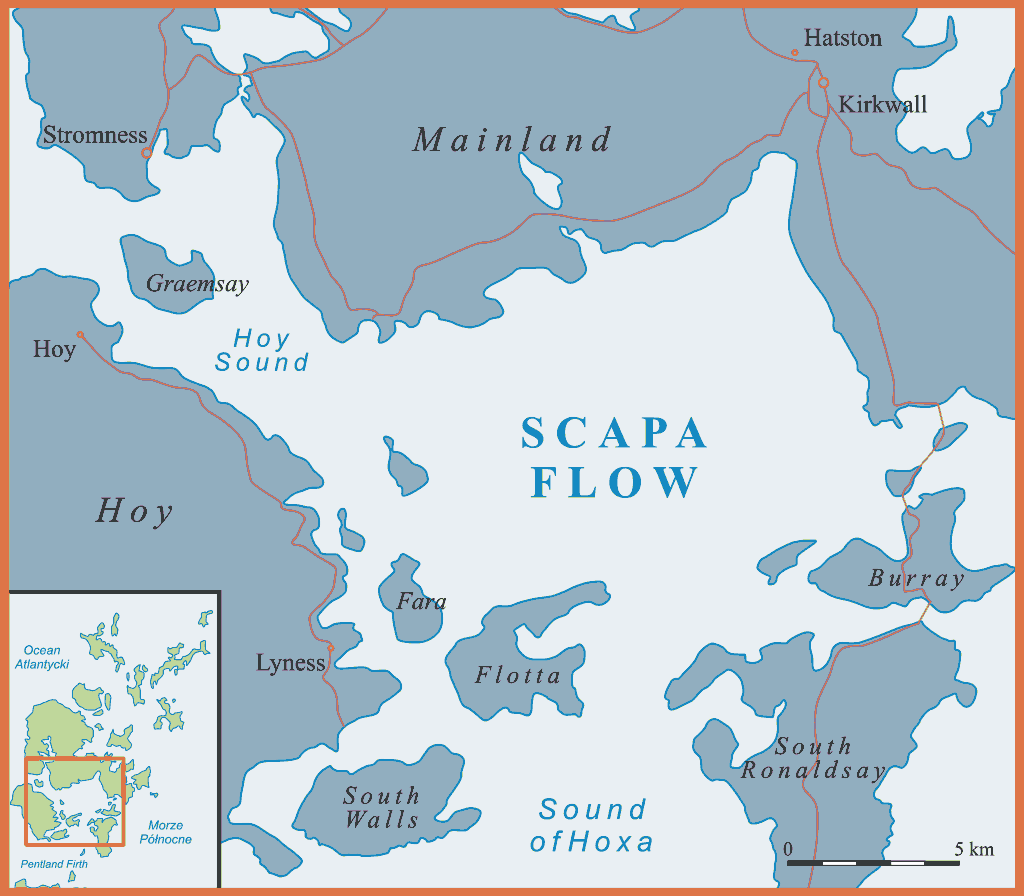 Hatston
Kirkwall
Stromness
Mainland
Graemsay
Hoy
Sound
Hoy
SCAPA
FLOW
Hoy
Burray
Fara
Lyness
Flotta
South
Ronaldsay
South
Walls
Sound
of Hoxa
0 5 km
Ocean
Atlantycki
Morze
Północne
Pentland Firth